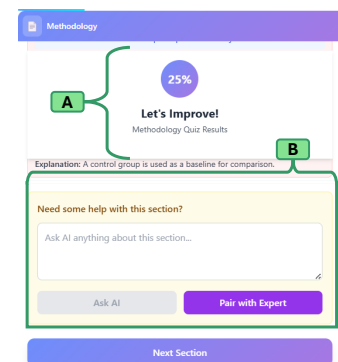 Methodology
25%
A
Let's Improve!
Methodology Quiz Results
B
Explanation: A control group is used as a baseline for comparison.
Need some help with this section?
Ask AI anything about this section...
Ask AI
Pair with Expert
Next Section